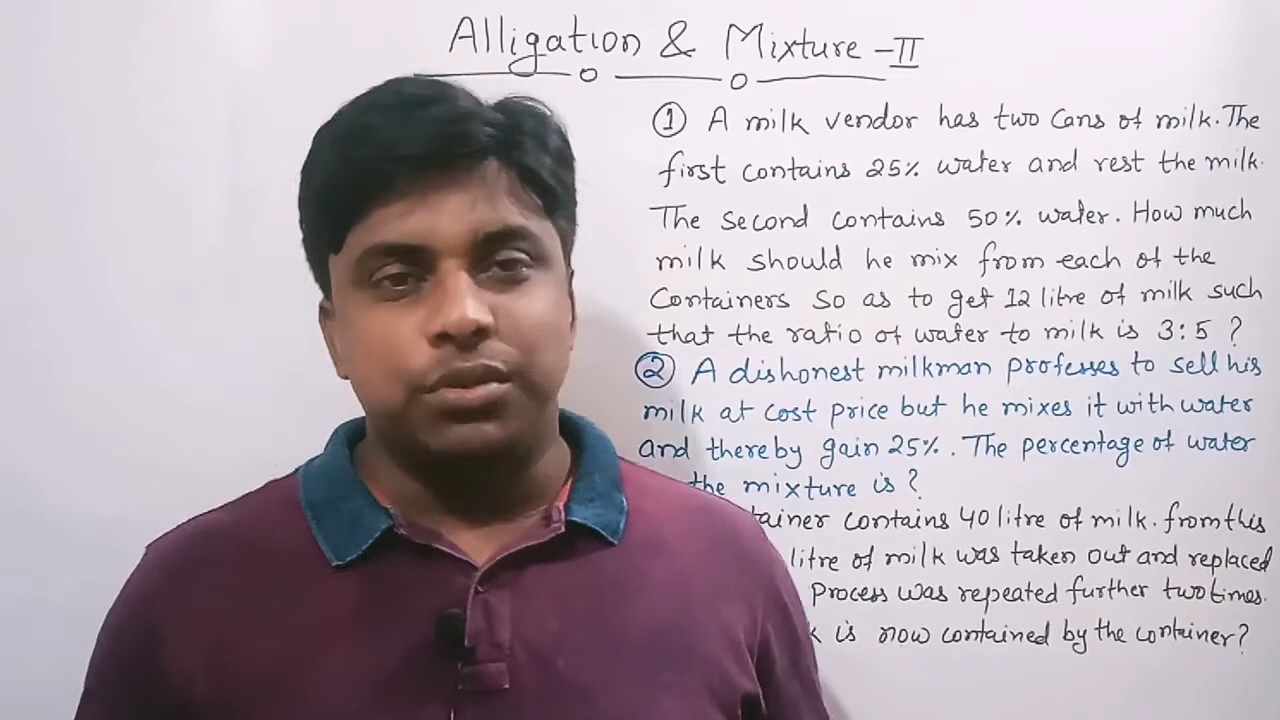 Alligation & Mixture -II
① A milk vendor has two cans of milk. The
first contains 25% water and rest the milk.
The second contains 50% water. How much
milk should he mix from each of the
Containers so as to get 12 litre of milk such
that the ratio of water to milk is 3:5 ?
② A dishonest milkman professes to sell his
milk at cost price but he mixes it with water
and thereby gain 25%. The percentage of water
the mixture is ?
tainer contains 40 litre of milk. from this
litre of milk was taken out and replaced
Process was repeated further two times.
k is now contained by the container?